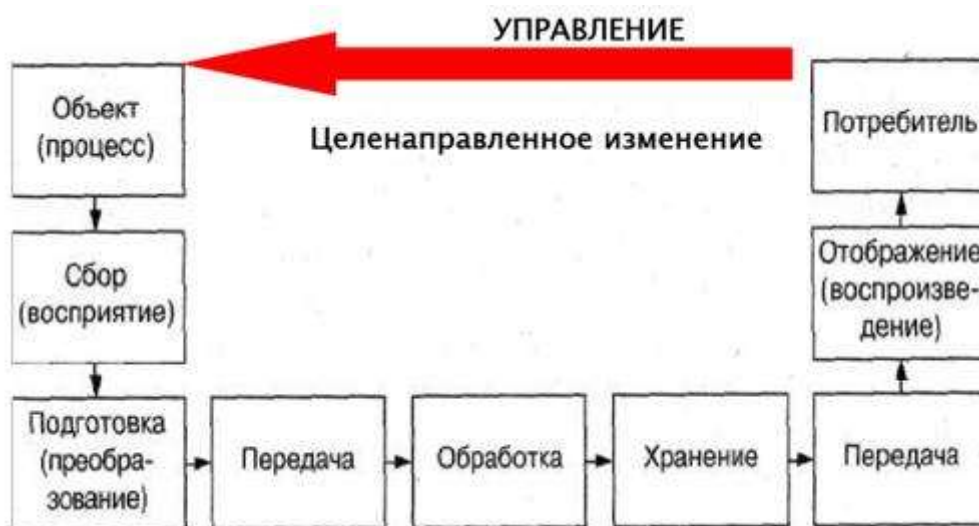 УПРАВЛЕНИЕ
Объект
(процесс)
Целенаправленное изменение
Потребитель
Сбор
(восприятие)
Отображение
(воспроизве-
дение)
Подготовка
(преобра-
зование)
Передача
Обработка
Хранение
Передача